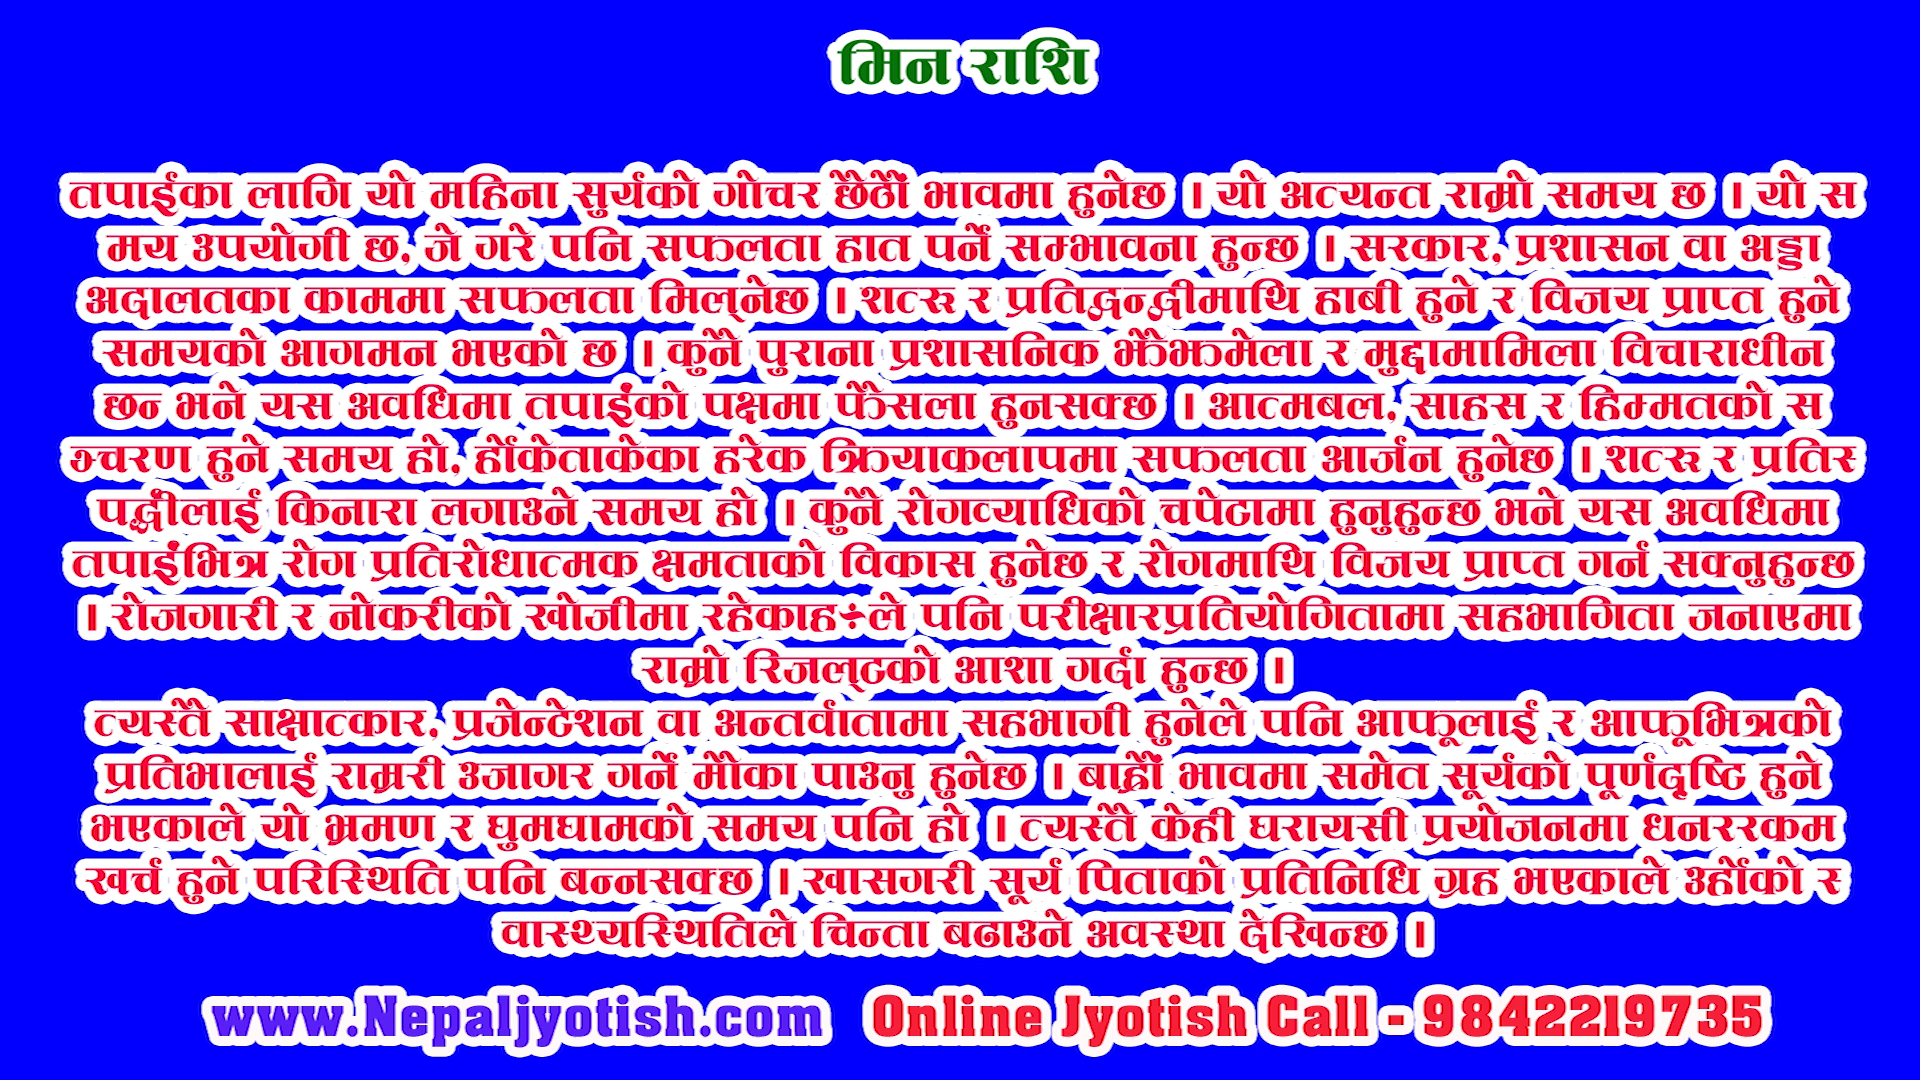 मिन राशि
तपाईका लागि यो महिना सुर्यको गोचर छैठौं भावमा हुनेछ । यो अत्यन्त राम्रो समय छ । यो स
मय उपयोगी छ, जे गरे पनि सफलता हात पर्ने सम्भावना हुन्छ । सरकार, प्रशासन वा अड्डा
अदालतका काममा सफलता मिल्नेछ । शत्रु र प्रतिद्वन्द्वीमाथि हाबी हुने र विजय प्राप्त हुने
समयको आगमन भएको छ । कुनै पुराना प्रशासनिक झैझमेला र मुद्दामामिला विचाराधीन
छन् भने यस अवधिमा तपाईंको पक्षमा फैसला हुनसक्छ । आत्मबल, साहस र हिम्मतको स
ञ्चरण हुने समय हो, होंकेताकेका हरेक क्रियाकलापमा सफलता आर्जन हुनेछ । शत्रु र प्रतिस
पर्द्धीलाई किनारा लगाउने समय हो । कुनै रोगव्याधिको चपेटामा हुनुहुन्छ भने यस अवधिमा
तपाईंभित्र रोग प्रतिरोधात्मक क्षमताको विकास हुनेछ र रोगमाथि विजय प्राप्त गर्न सक्नुहुन्छ
। रोजगारी र नोकरीको खोजीमा रहेकाह÷ले पनि परीक्षारप्रतियोगितामा सहभागिता जनाएमा
राम्रो रिजल्टको आशा गर्दा हुन्छ ।
त्यस्तै साक्षात्कार, प्रजेन्टेशन वा अन्तर्वातामा सहभागी हुनेले पनि आफूलाई र आफूभित्रको
प्रतिभालाई राम्ररी उजागर गर्ने मौका पाउनु हुनेछ । बाह्रौं भावमा समेत सूर्यको पूर्णदृष्टि हुने
भएकाले यो भ्रमण र घुमघामको समय पनि हो । त्यस्तै केही घरायसी प्रयोजनमा धनररकम
खर्च हुने परिस्थिति पनि बन्नसक्छ । खासगरी सूर्य पिताको प्रतिनिधि ग्रह भएकाले उहाँको र
वास्थ्यस्थितिले चिन्ता बढाउने अवस्था देखिन्छ ।
www.Nepaljyotish.com Online Jyotish Call - 9842219735